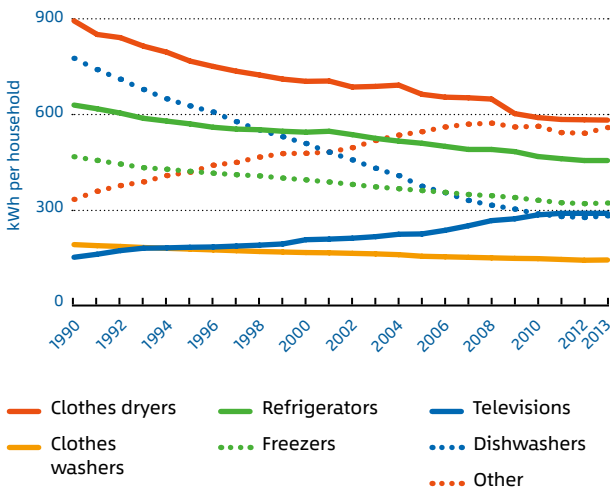 900
600
300
0
kWh per household
1990
1992
1994
1996
1998
2000
2002
2004
2006
2008
2010
2012
2013
Clothes dryers
Refrigerators
Televisions
Clothes
washers
Freezers
Dishwashers
Other